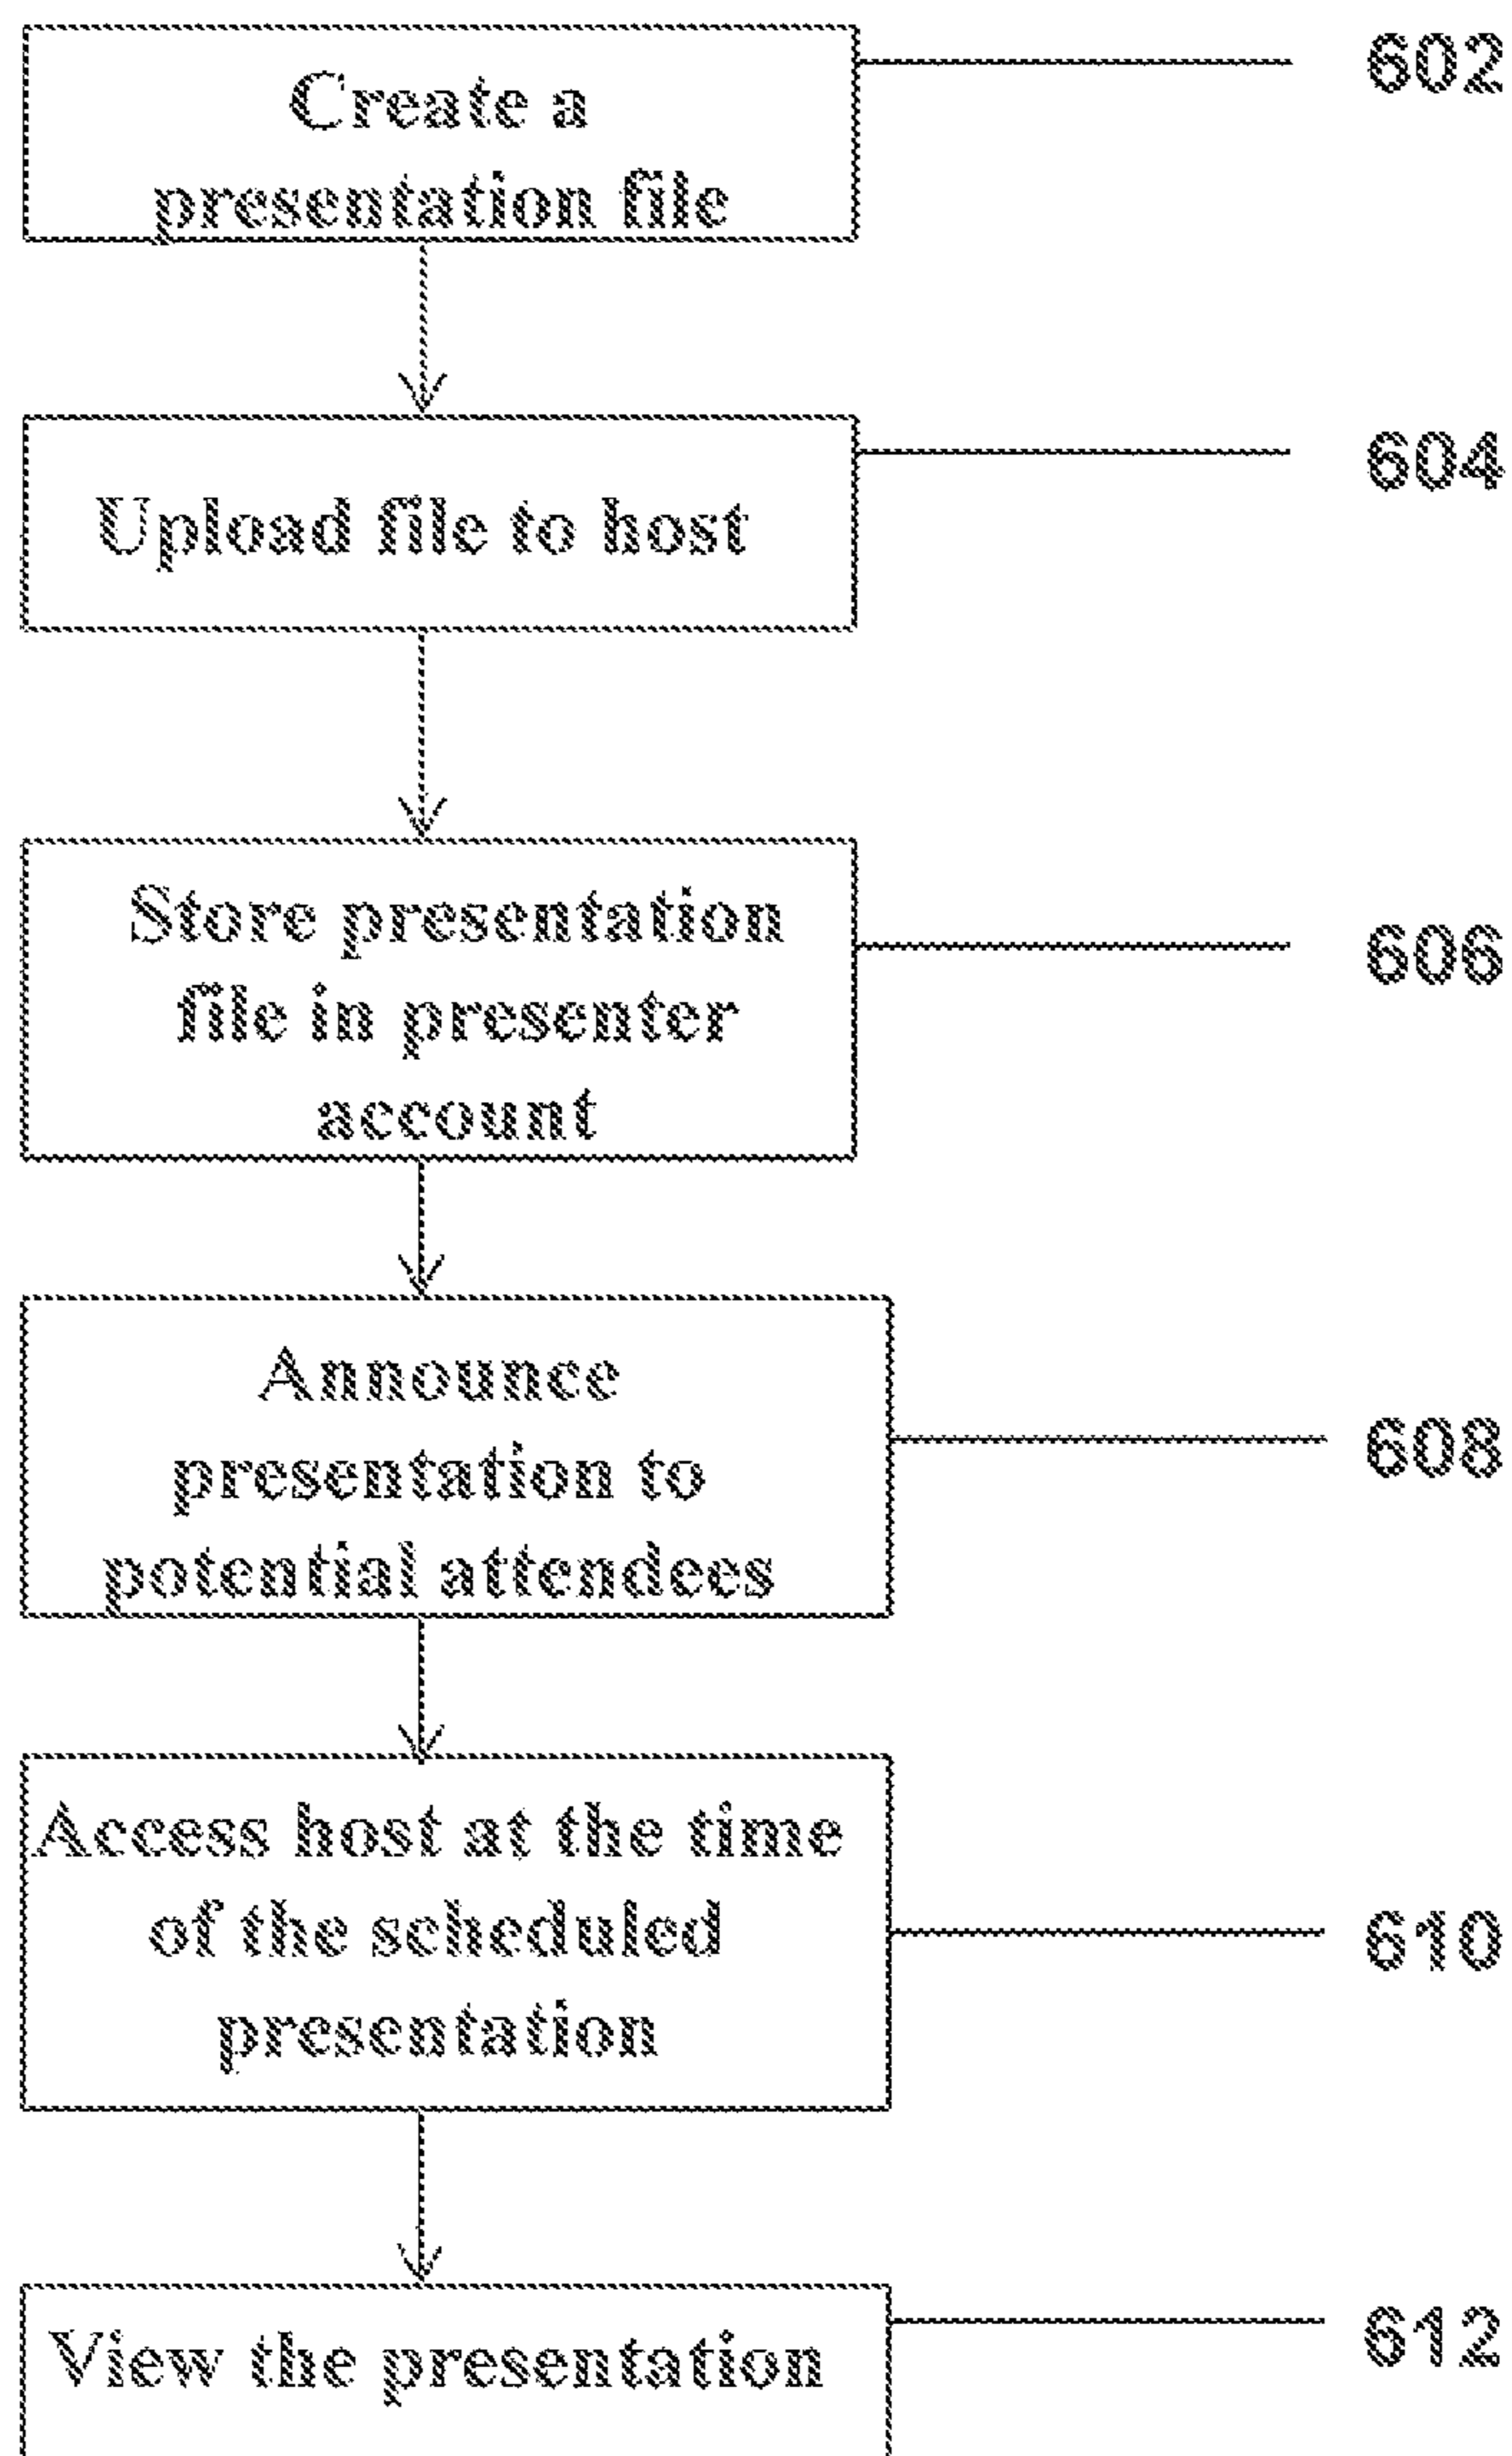 Create a
presentation file
602
Upload file to host
604
Store presentation
file in presenter
account
606
Announce
presentation to
potential attendees
608
Access host at the time
of the scheduled
presentation
610
View the presentation
612